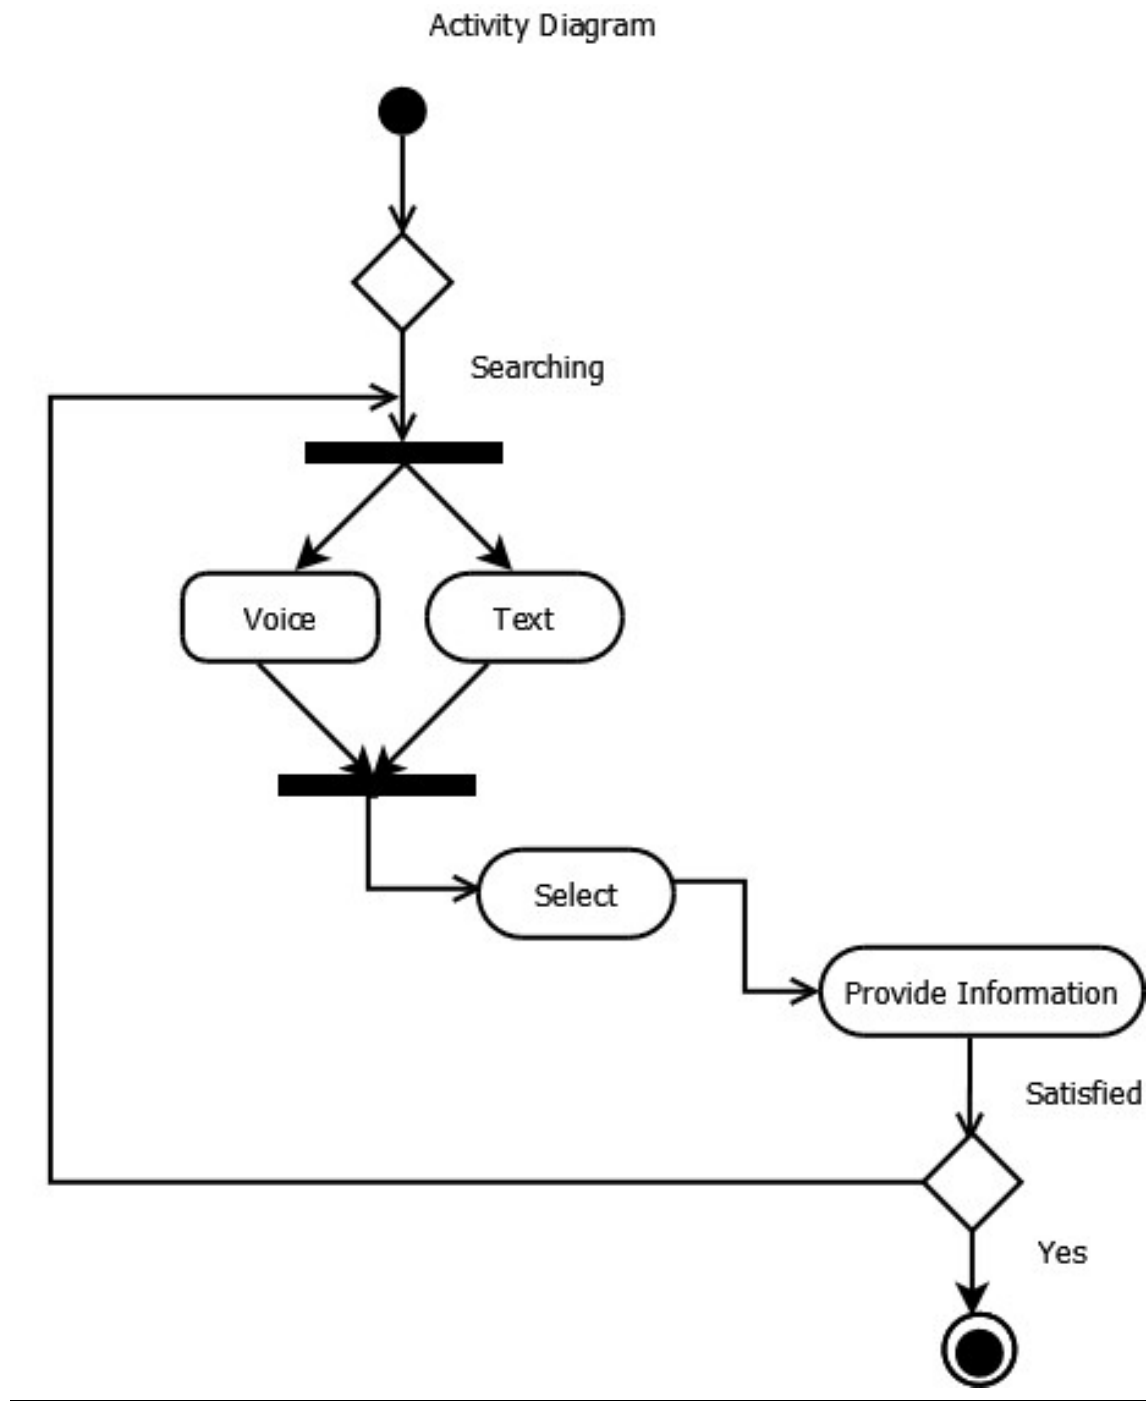 Activity Diagram
Searching
Voice
Text
Select
Provide Information
Satisfied
Yes